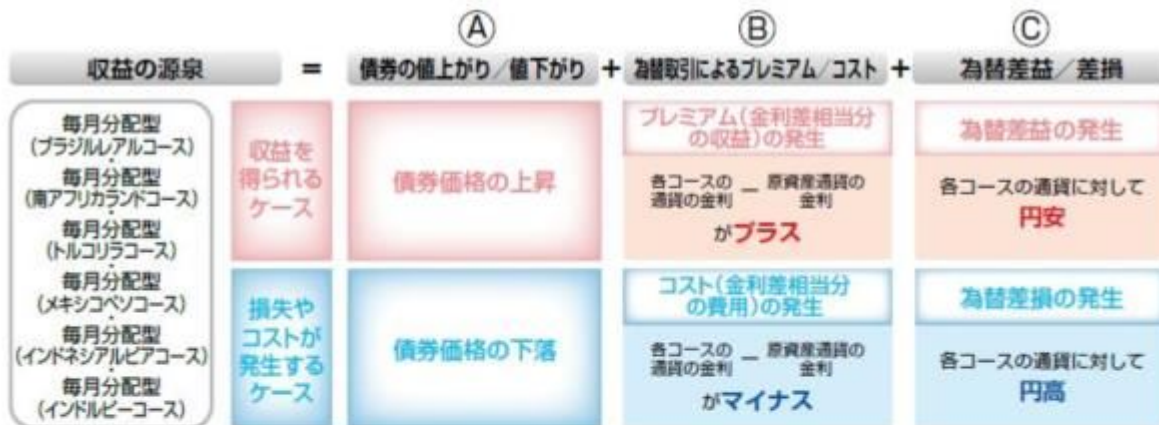 Ⓐ
Ⓑ
Ⓒ
収益の源泉 = 債券の値上がり/値下がり + 為替取引によるプレミアム/コスト + 為替差益/差損
毎月分配型
(ブラジルレアルコース)
・
毎月分配型
(南アフリカランドコース)
・
毎月分配型
(トルコリラコース)
・
毎月分配型
(メキシコペソコース)
・
毎月分配型
(インドネシアルピアコース)
・
毎月分配型
(インドルピーコース)
収益を
得られる
ケース
債券価格の上昇
プレミアム(金利差相当分
の収益)の発生
各コースの
通貨の金利
－
原資産通貨の
金利
がプラス
為替差益の発生
各コースの通貨に対して
円安
損失や
コストが
発生する
ケース
債券価格の下落
コスト(金利差相当分
の費用)の発生
各コースの
通貨の金利
－
原資産通貨の
金利
がマイナス
為替差損の発生
各コースの通貨に対して
円高